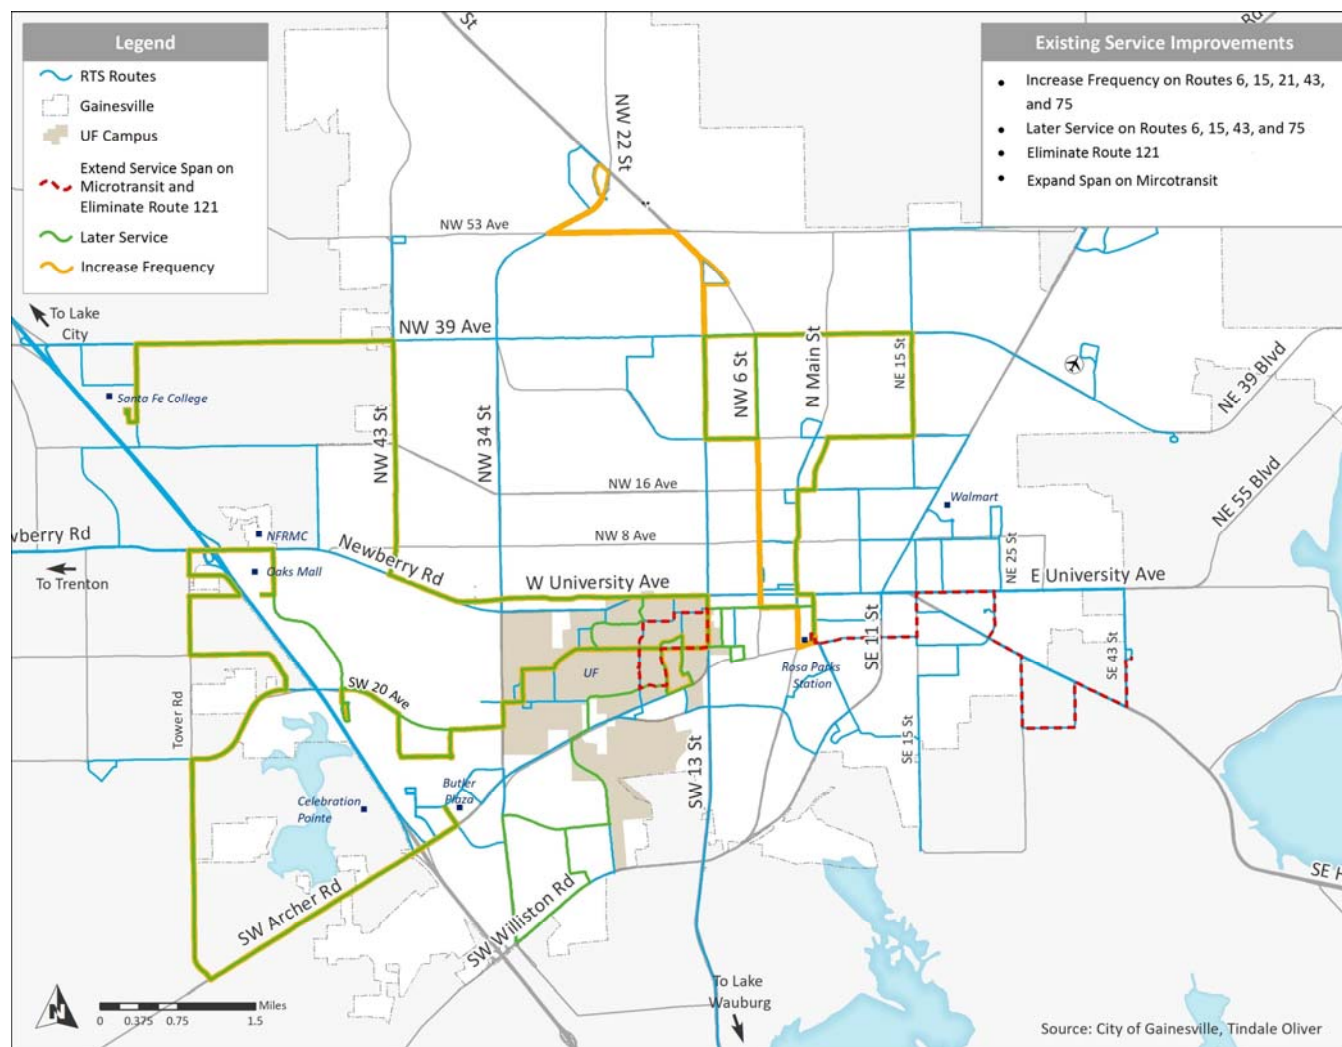 St
Rd
Legend
RTS Routes
Gainesville
UF Campus
Extend Service Span on
Microtransit and
Eliminate Route 121
Later Service
Increase Frequency
Existing Service Improvements
• Increase Frequency on Routes 6, 15, 21, 43,
and 75
• Later Service on Routes 6, 15, 43, and 75
• Eliminate Route 121
• Expand Span on Mircotransit
NW 22 St
NW 53 Ave
To Lake
City
NW 39 Ave
NW 6 St
N Main St
NE 15 St
NE 39 Blvd
Santa Fe College
NW 43 St
NW 34 St
NW 16 Ave
Walmart
NE 55 Blvd
wberry Rd
NFRMC
Newberry Rd
NW 8 Ave
NE 25 St
Oaks Mall
To Trenton
W University Ave
E University Ave
SE 11 St
SE 43 St
UF
Rosa Parks
Station
SW 20 Ave
Tower Rd
SE 15 St
SW 13 St
Butler
Plaza
Celebration
Pointe
SW Archer Rd
SW Williston Rd
SE H
To Lake
Wauburg
N
Miles
0 0.375 0.75 1.5
Source: City of Gainesville, Tindale Oliver